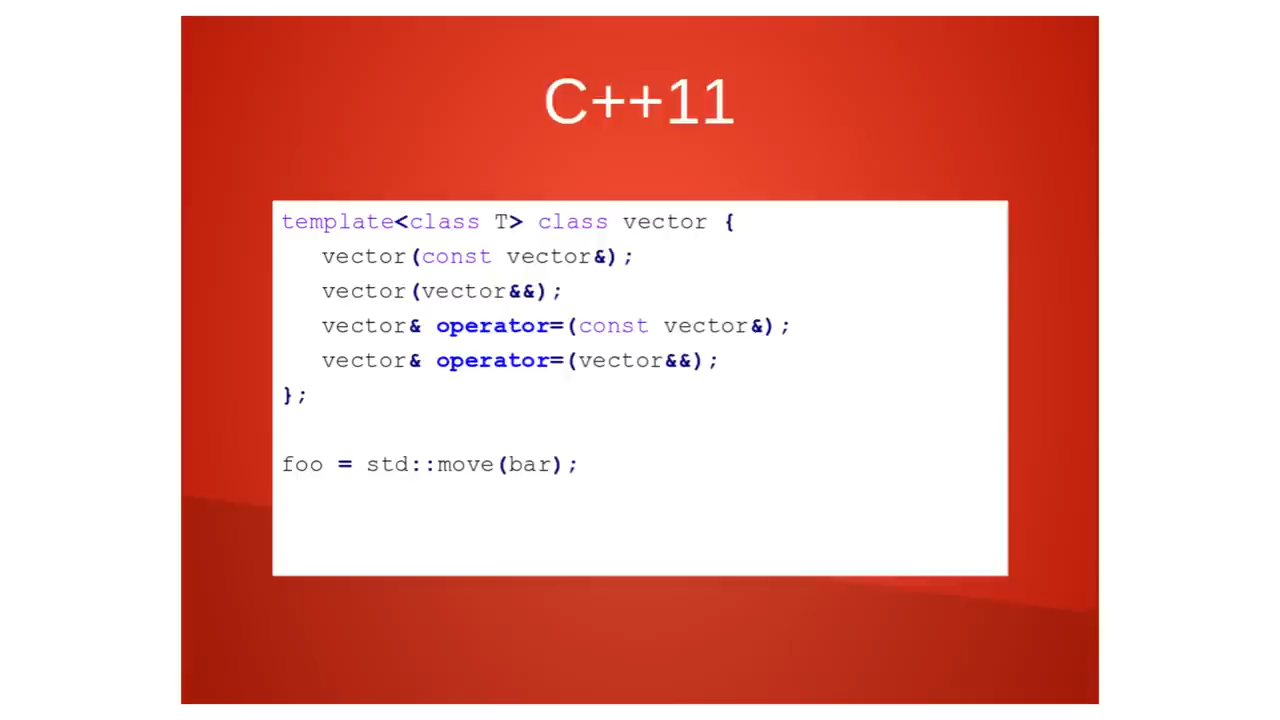 C++11
template<class T> class vector {
vector(const vector&);
vector(vector&&);
vector& operator=(const vector&);
vector& operator=(vector&&);
};
foo = std::move(bar);